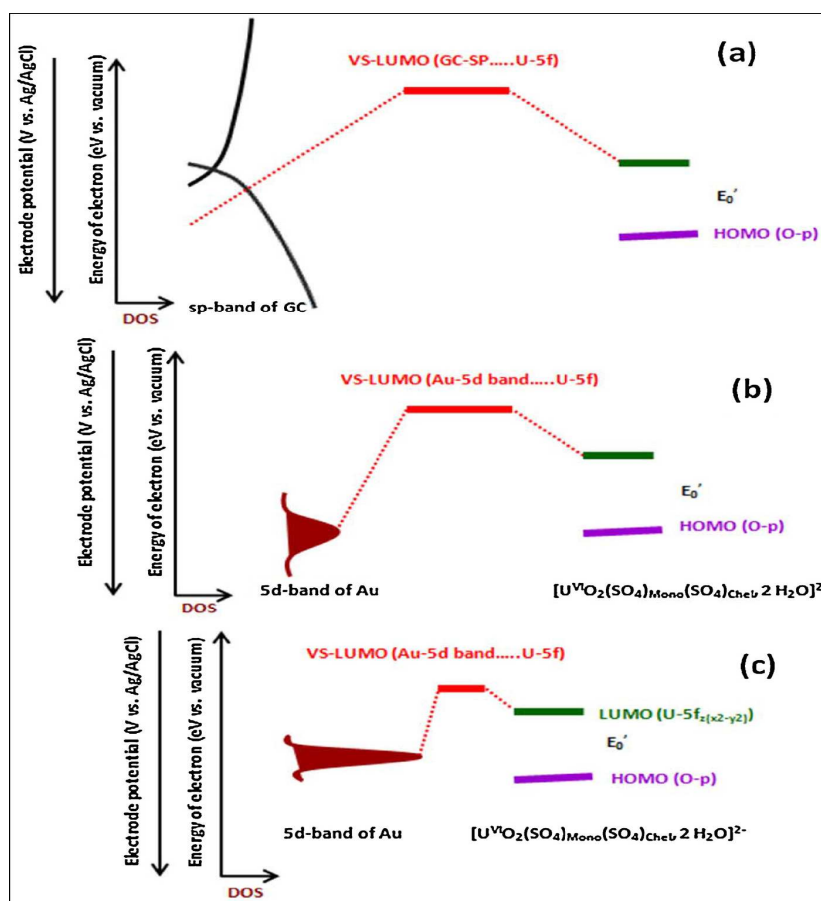 (a)
VS-LUMO (GC-SP.....U-5f)
Electrode potential (V vs. Ag/AgCl)
Energy of electron (eV vs. vacuum)
E₀′
HOMO (O-p)
sp-band of GC
DOS
VS-LUMO (Au-5d band.....U-5f)
(b)
Electrode potential (V vs. Ag/AgCl)
Energy of electron (eV vs. vacuum)
E₀′
HOMO (O-p)
5d-band of Au
[UⱽᴵO₂(SO₄)Mono(SO₄)Chel, 2 H₂O]²
DOS
VS-LUMO (Au-5d band.....U-5f)
(c)
Electrode potential (V vs. Ag/AgCl)
Energy of electron (eV vs. vacuum)
LUMO (U-5fz(x2-y2))
E₀′
HOMO (O-p)
5d-band of Au
[UⱽᴵO₂(SO₄)Mono(SO₄)Chel, 2 H₂O]²⁻
DOS